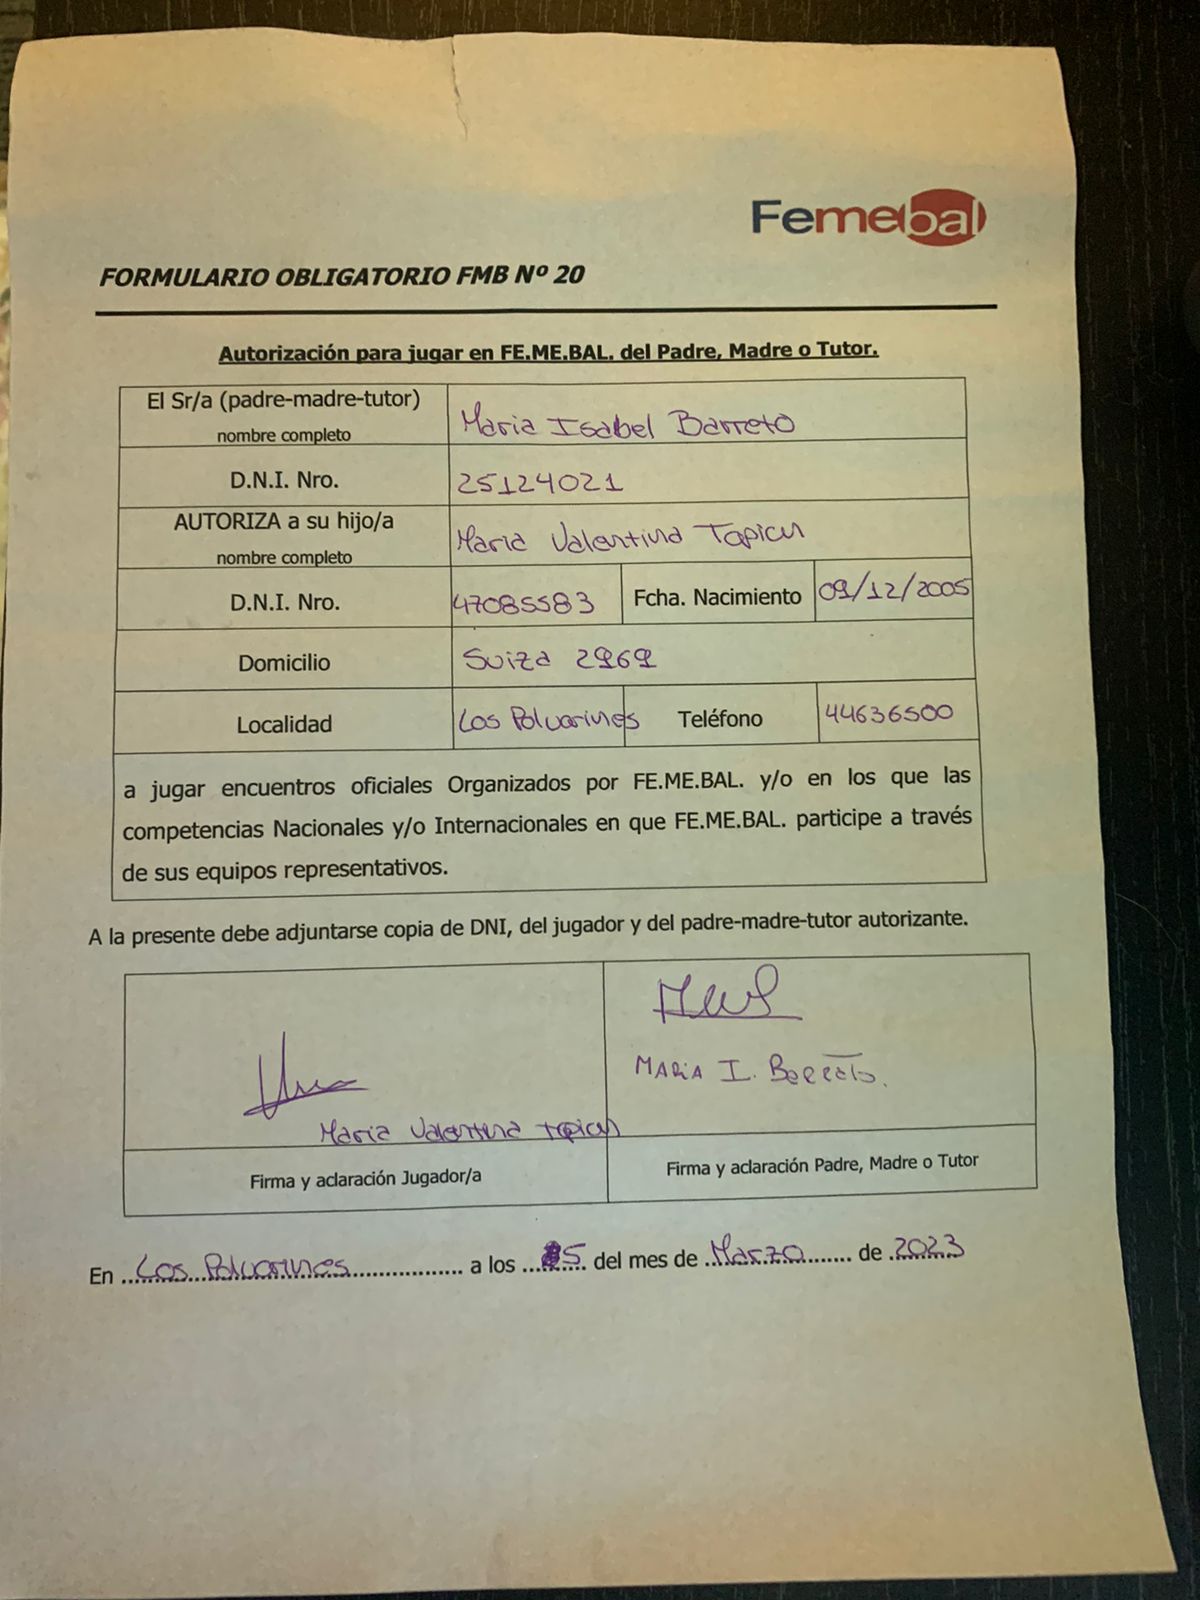 Femebal
FORMULARIO OBLIGATORIO FMB Nº 20
Autorización para jugar en FE.ME.BAL. del Padre, Madre o Tutor.
El Sr/a (padre-madre-tutor)
nombre completo
Maria Isabel Barreto
D.N.I. Nro.
25124021
AUTORIZA a su hijo/a
nombre completo
Maria Valentina Tapicu
D.N.I. Nro.
47085583
Fcha. Nacimiento
09/12/2005
Domicilio
Suiza 2969
Localidad
Los Polvorines
Teléfono
44636500
a jugar encuentros oficiales Organizados por FE.ME.BAL. y/o en los que las
competencias Nacionales y/o Internacionales en que FE.ME.BAL. participe a través
de sus equipos representativos.
A la presente debe adjuntarse copia de DNI, del jugador y del padre-madre-tutor autorizante.
Maria Valentina Tapicu
MARIA I. Barreto.
Firma y aclaración Jugador/a
Firma y aclaración Padre, Madre o Tutor
En Los Polvorines a los 5 del mes de Marzo de 2023